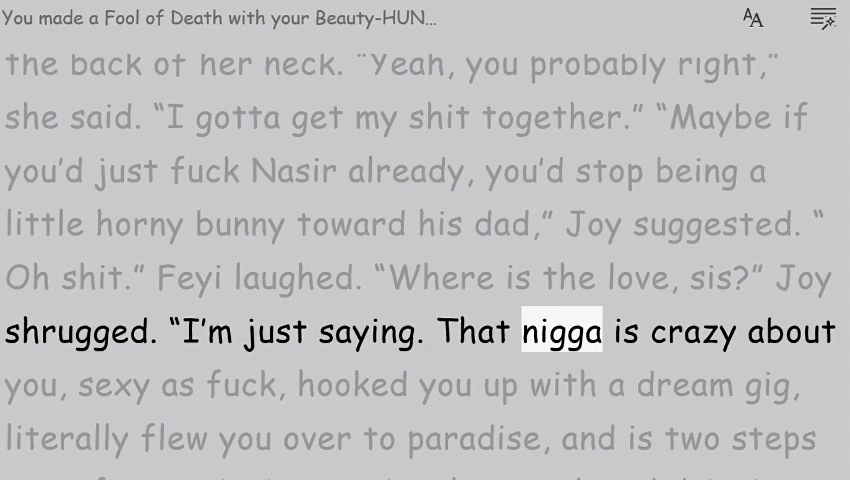 You made a Fool of Death with your Beauty-HUN...
AA
the back of her neck. "Yeah, you probably right,"
she said. “I gotta get my shit together.” “Maybe if
you’d just fuck Nasir already, you’d stop being a
little horny bunny toward his dad,” Joy suggested. “
Oh shit.” Feyi laughed. “Where is the love, sis?” Joy
shrugged. “I’m just saying. That nigga is crazy about
you, sexy as fuck, hooked you up with a dream gig,
literally flew you over to paradise, and is two steps